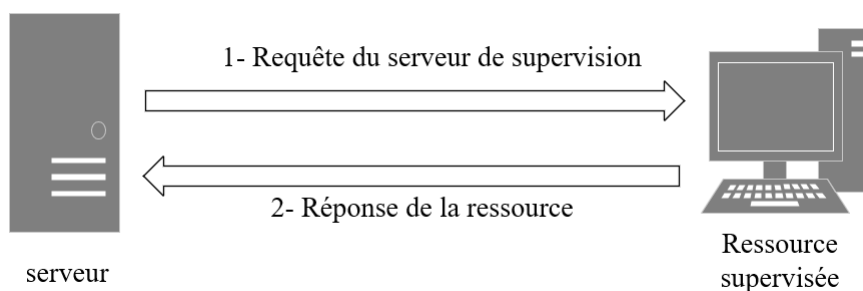 1- Requête du serveur de supervision
2- Réponse de la ressource
serveur
Ressource
supervisée